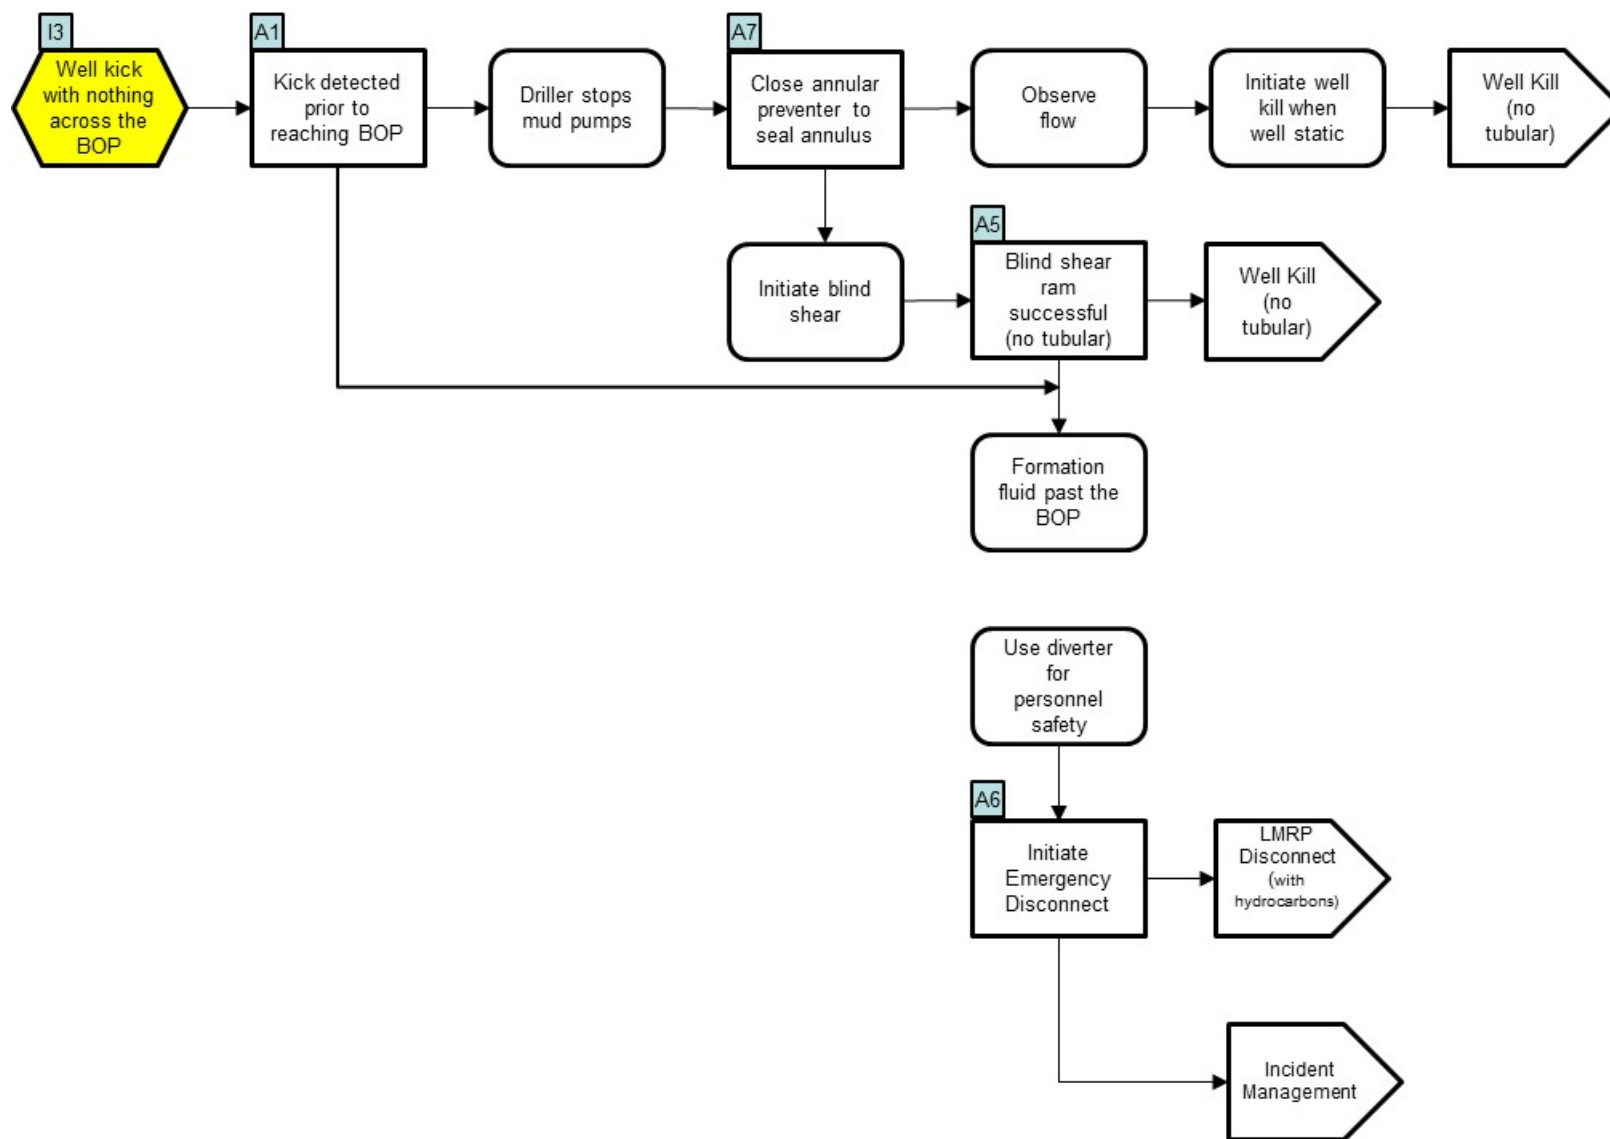 I3
Well kick
with nothing
across the
BOP
A1
Kick detected
prior to
reaching BOP
Driller stops
mud pumps
A7
Close annular
preventer to
seal annulus
Observe
flow
Initiate well
kill when
well static
Well Kill
(no
tubular)
Initiate blind
shear
A5
Blind shear
ram
successful
(no tubular)
Well Kill
(no
tubular)
Formation
fluid past the
BOP
Use diverter
for
personnel
safety
A6
Initiate
Emergency
Disconnect
LMRP
Disconnect
(with
hydrocarbons)
Incident
Management